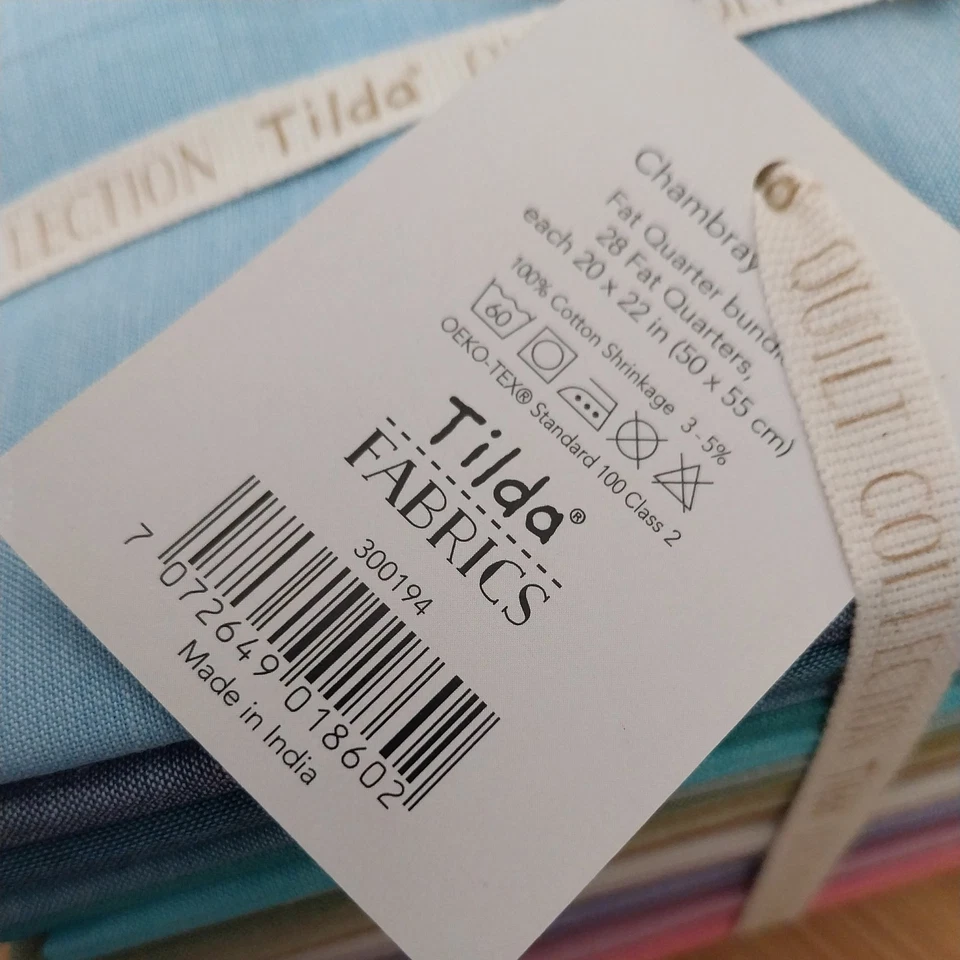 LECTION Tilda
Chambray
Fat Quarter bundle
28 Fat Quarters,
each 20 x 22 in (50 x 55 cm)
100% Cotton Shrinkage 3-5%
60
OEKO-TEX® Standard 100 Class 2
Tilda®
FABRICS
300194
7 072649 018602
Made in India
QUILT COLLECTION Tilda